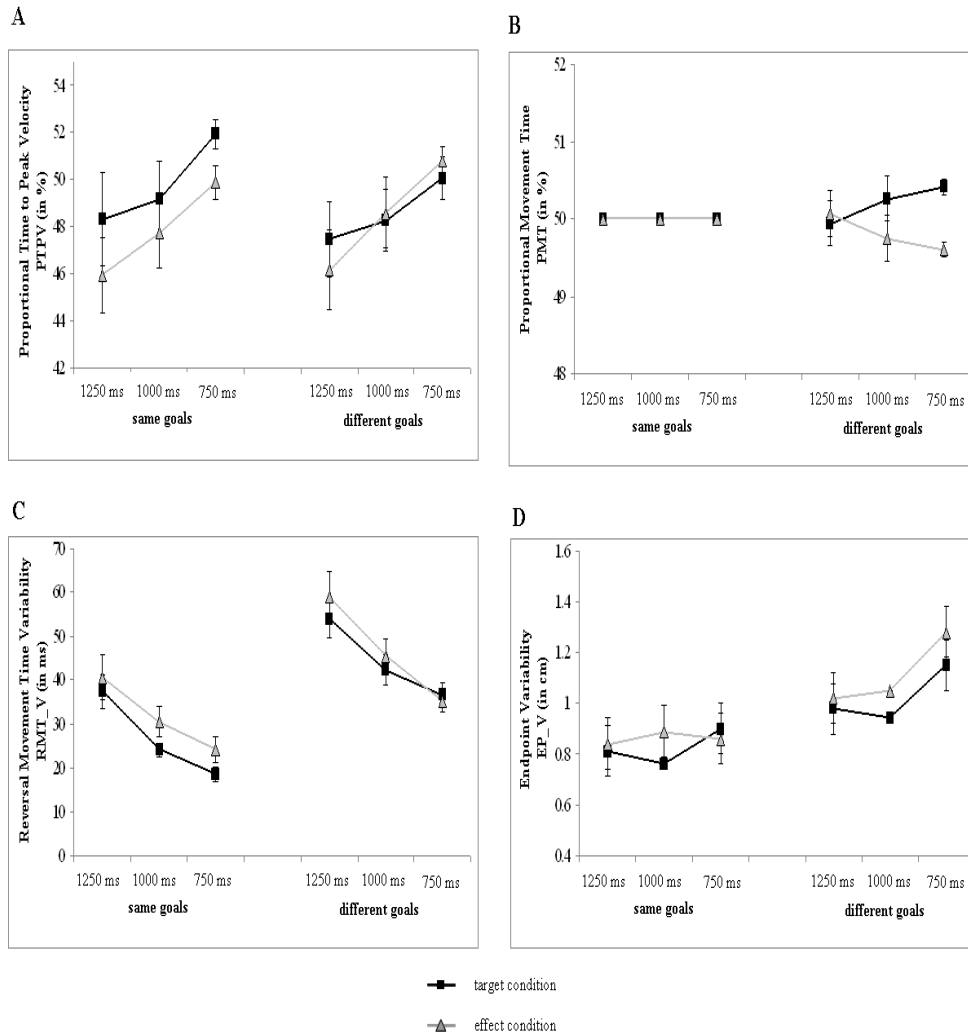 A
Proportional Time to Peak Velocity
PTPV (in %)
54
52
50
48
46
44
42
1250 ms 1000 ms 750 ms 1250 ms 1000 ms 750 ms
same goals different goals
B
Proportional Movement Time
PMT (in %)
52
51
50
49
48
1250 ms 1000 ms 750 ms 1250 ms 1000 ms 750 ms
same goals different goals
C
Reversal Movement Time Variability
RMT_V (in ms)
70
60
50
40
30
20
10
0
1250 ms 1000 ms 750 ms 1250 ms 1000 ms 750 ms
same goals different goals
D
Endpoint Variability
EP_V (in cm)
1.6
1.4
1.2
1
0.8
0.6
0.4
1250 ms 1000 ms 750 ms 1250 ms 1000 ms 750 ms
same goals different goals
target condition
effect condition